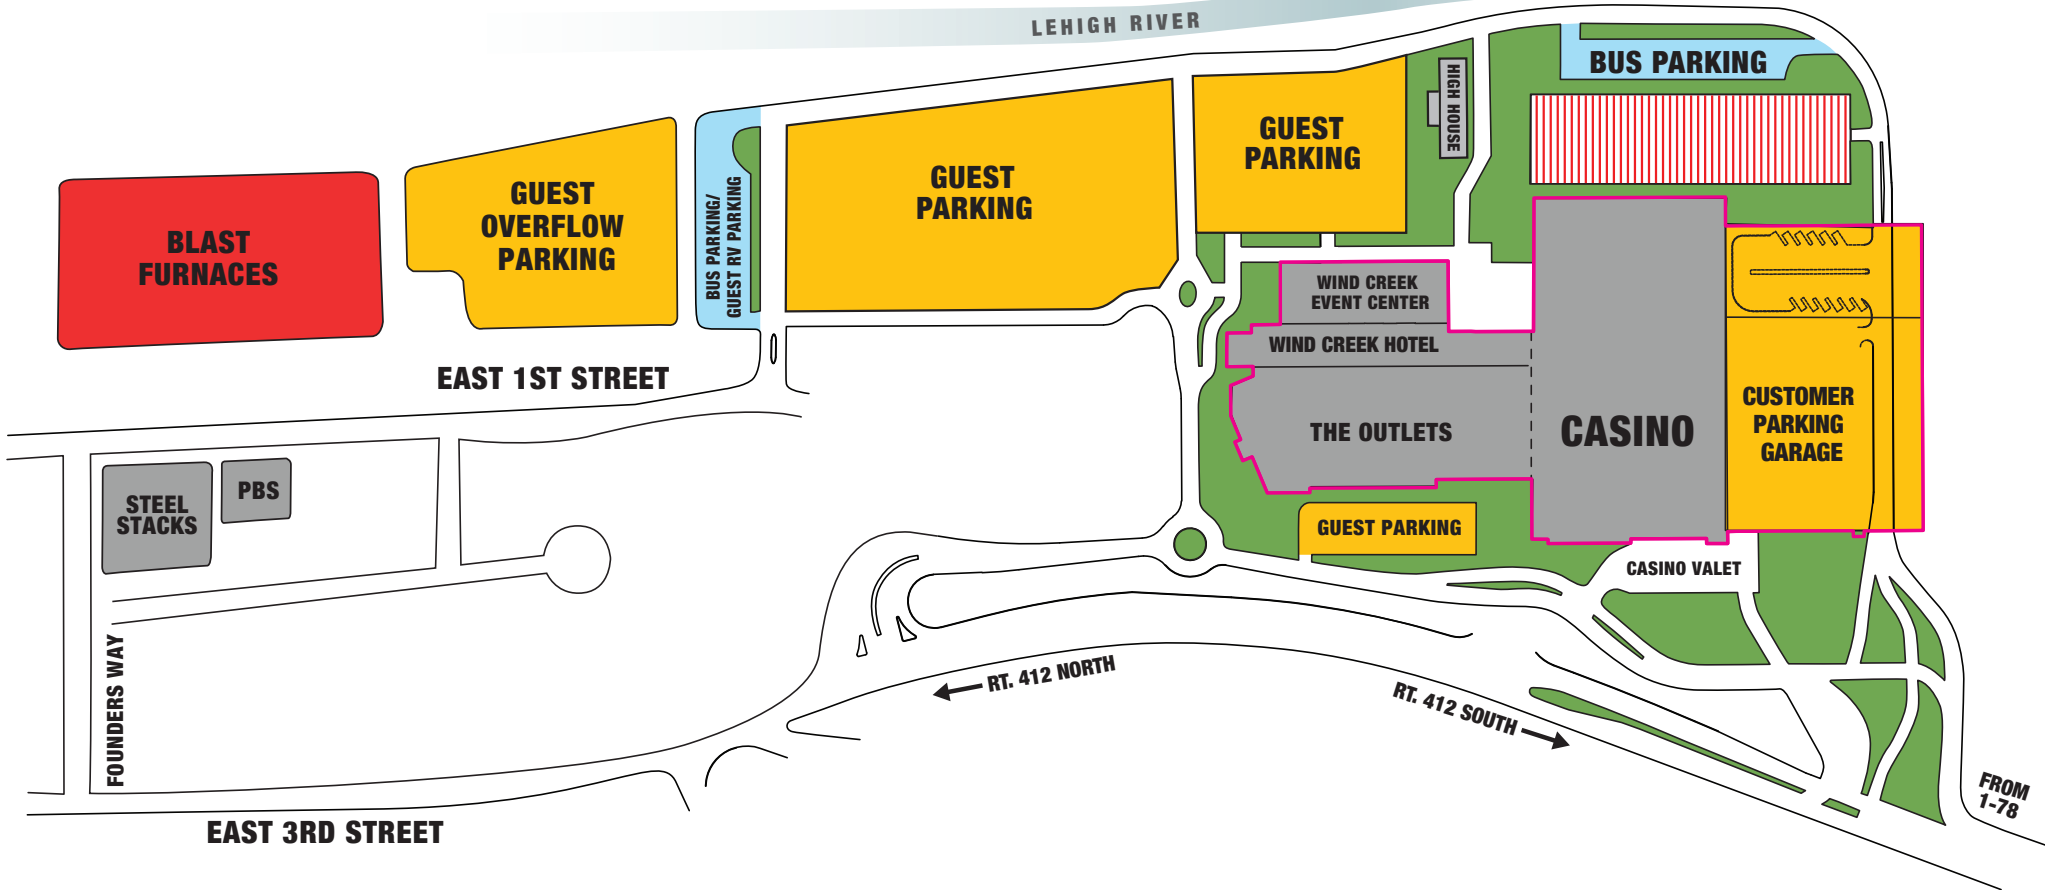 LEHIGH RIVER
BUS PARKING
HIGH HOUSE
GUEST
PARKING
GUEST
PARKING
GUEST
OVERFLOW
PARKING
BUS PARKING/
GUEST RV PARKING
BLAST
FURNACES
WIND CREEK
EVENT CENTER
WIND CREEK HOTEL
THE OUTLETS
CASINO
CUSTOMER
PARKING
GARAGE
EAST 1ST STREET
STEEL
STACKS
PBS
GUEST PARKING
CASINO VALET
FOUNDERS WAY
RT. 412 NORTH
RT. 412 SOUTH
FROM
1-78
EAST 3RD STREET